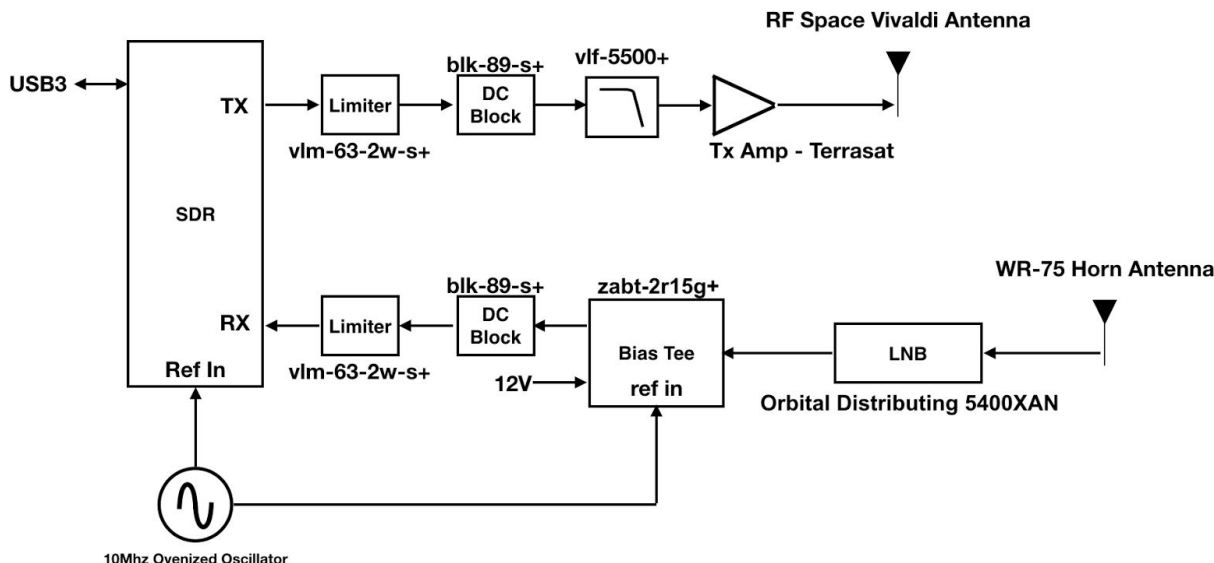 RF Space Vivaldi Antenna
USB3
TX
Limiter
vlm-63-2w-s+
blk-89-s+
DC
Block
vlf-5500+
Tx Amp - Terrasat
SDR
WR-75 Horn Antenna
RX
Limiter
vlm-63-2w-s+
blk-89-s+
DC
Block
zabt-2r15g+
Bias Tee
ref in
12V
LNB
Orbital Distributing 5400XAN
Ref In
10Mhz Ovenized Oscillator